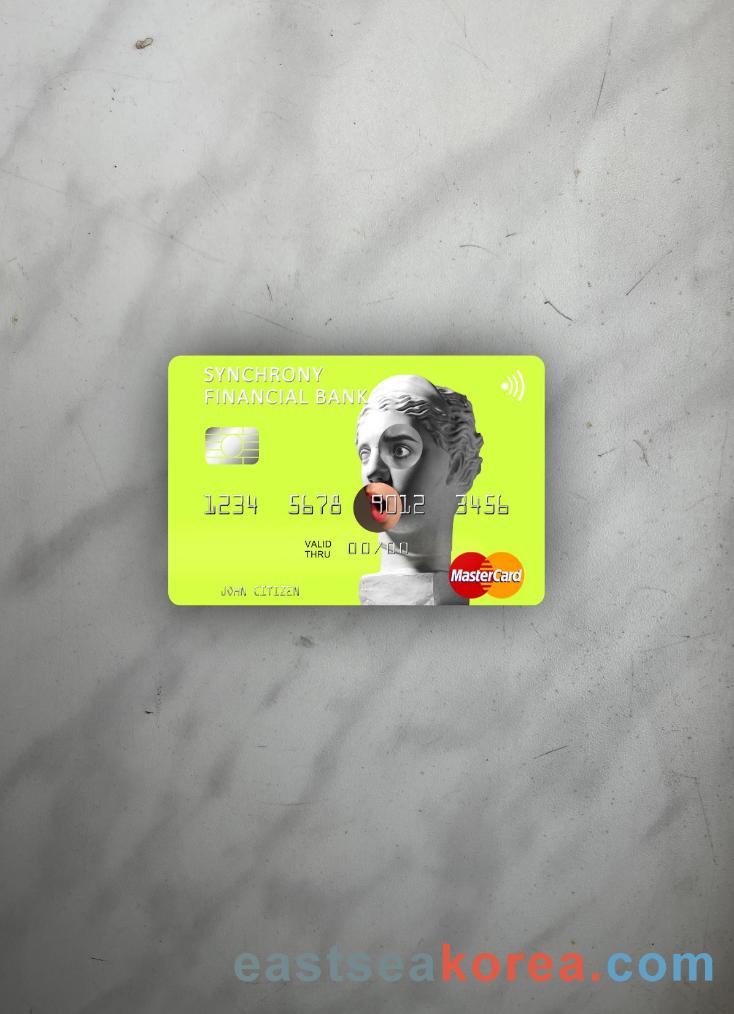 SYNCHRONY
FINANCIAL BANK
1234 5678 9012 3456
VALID
THRU 00/00
JOHN CITIZEN
MasterCard
eastseakorea.com